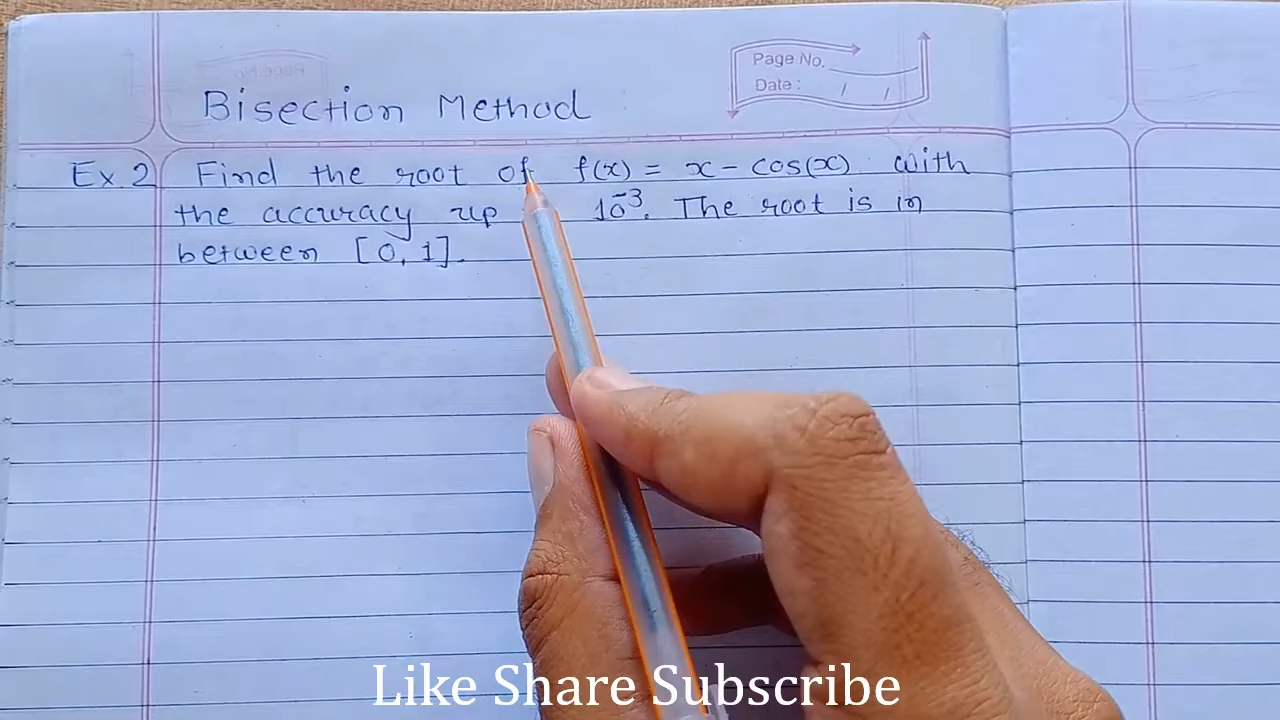 Page No.
Date : / /
Bisection Method
Ex. 2 Find the root of f(x) = x - cos(x) with
the accuracy up 10⁻³. The root is in
between [0, 1].
Like Share Subscribe